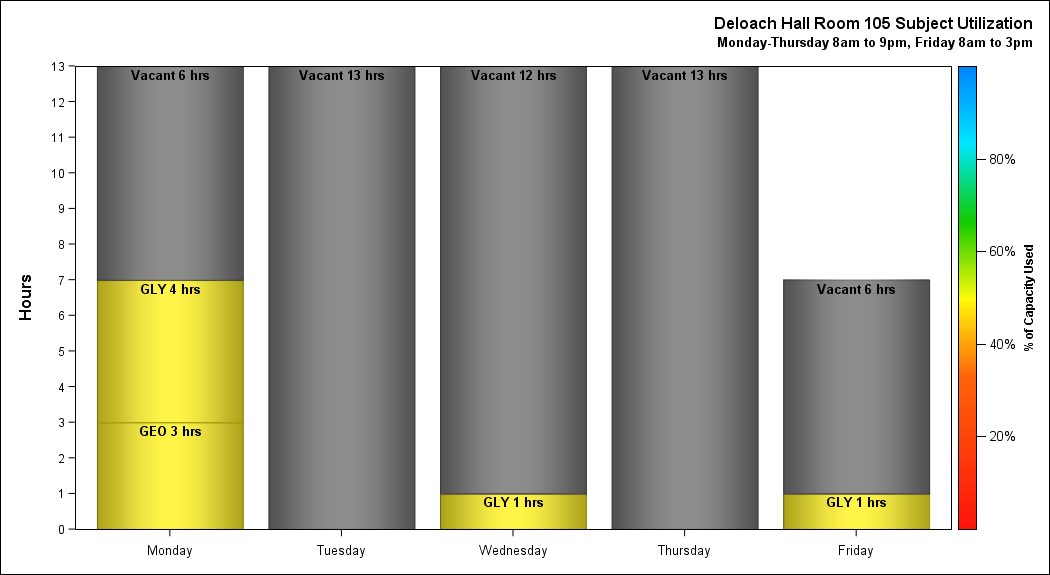 Deloach Hall Room 105 Subject Utilization
Monday-Thursday 8am to 9pm, Friday 8am to 3pm
Hours
13
12
11
10
9
8
7
6
5
4
3
2
1
0
Vacant 6 hrs
GLY 4 hrs
GEO 3 hrs
Vacant 13 hrs
Vacant 12 hrs
GLY 1 hrs
Vacant 13 hrs
Vacant 6 hrs
GLY 1 hrs
Monday
Tuesday
Wednesday
Thursday
Friday
80%
60%
40%
20%
% of Capacity Used